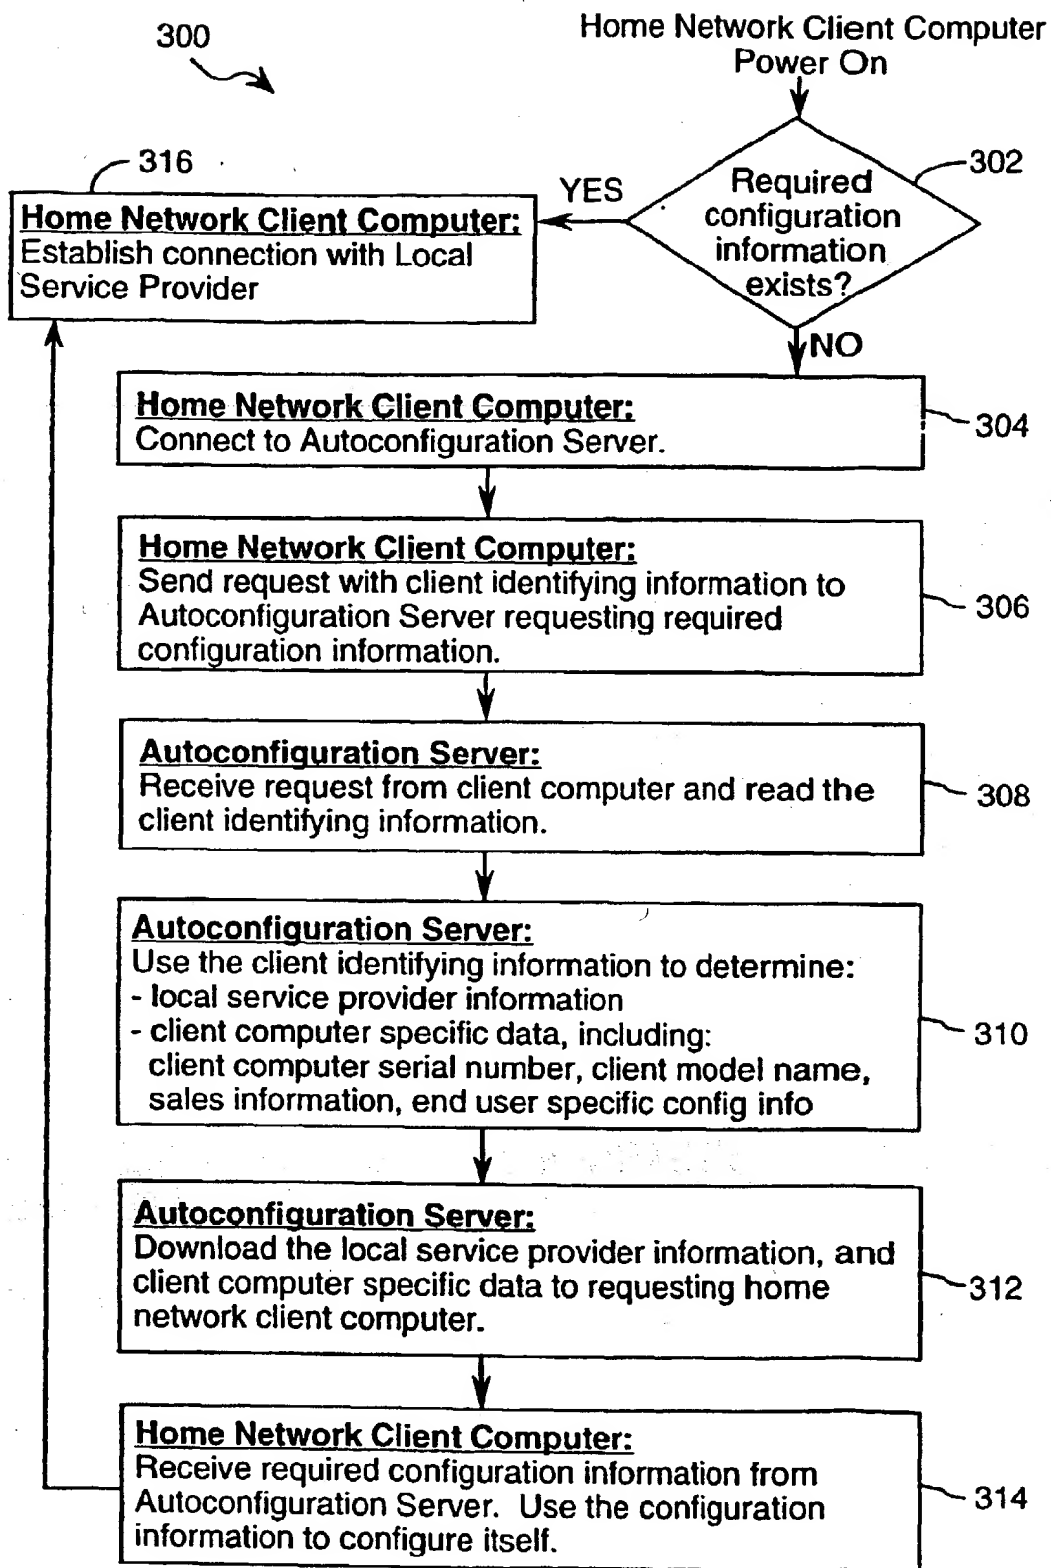 300
Home Network Client Computer
Power On
316
302
YES
Required
configuration
information
exists?
Home Network Client Computer:
Establish connection with Local
Service Provider
NO
Home Network Client Computer:
Connect to Autoconfiguration Server.
304
Home Network Client Computer:
Send request with client identifying information to
Autoconfiguration Server requesting required
configuration information.
306
Autoconfiguration Server:
Receive request from client computer and read the
client identifying information.
308
Autoconfiguration Server:
Use the client identifying information to determine:
- local service provider information
- client computer specific data, including:
client computer serial number, client model name,
sales information, end user specific config info
310
Autoconfiguration Server:
Download the local service provider information, and
client computer specific data to requesting home
network client computer.
312
Home Network Client Computer:
Receive required configuration information from
Autoconfiguration Server. Use the configuration
information to configure itself.
314